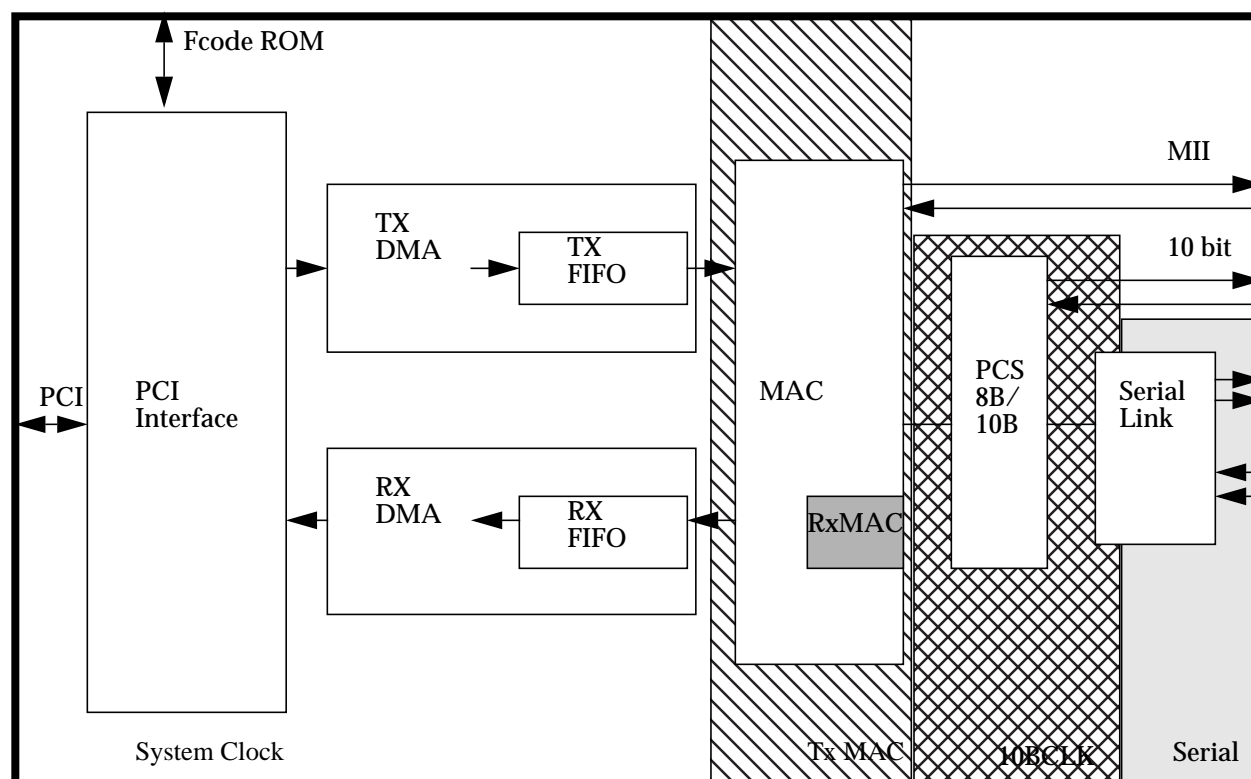 Fcode ROM
MII
TX
DMA
TX
FIFO
10 bit
PCI
PCI
Interface
MAC
PCS
8B/
10B
Serial
Link
RX
DMA
RX
FIFO
RxMAC
System Clock
Tx MAC
10BCLK
Serial